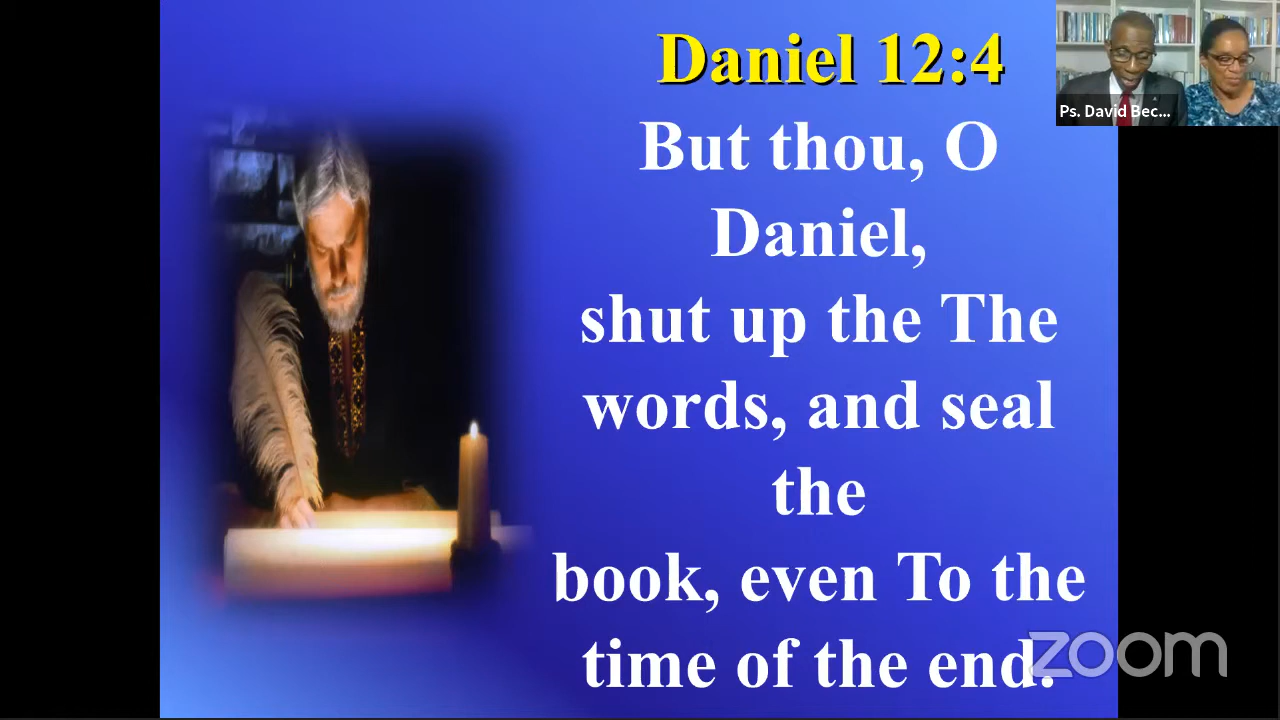 Daniel 12:4
But thou, O
Daniel,
shut up the The
words, and seal
the
book, even To the
time of the end.
Ps. David Bec...
zoom